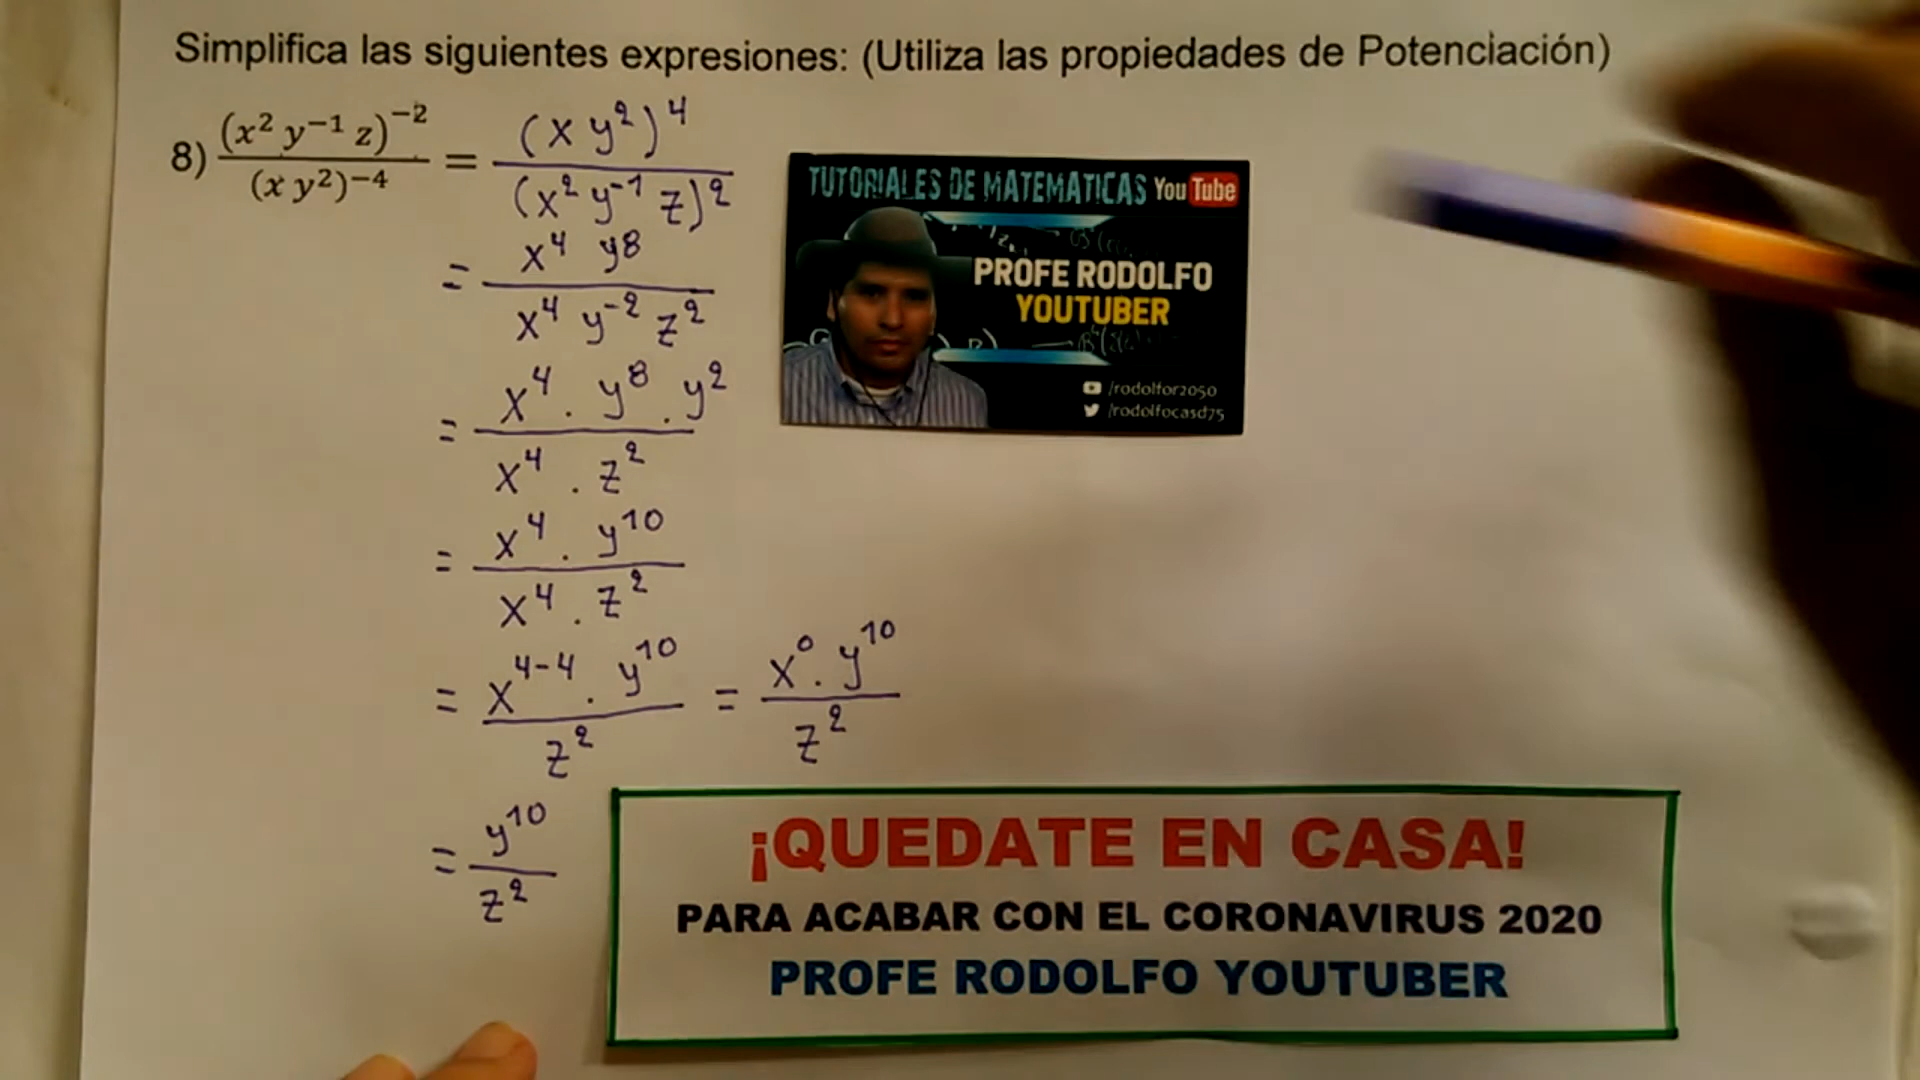 Simplifica las siguientes expresiones: (Utiliza las propiedades de Potenciación)
8) (x² y⁻¹ z)⁻² / (x y²)⁻⁴ = (x y²)⁴ / (x² y⁻¹ z)²
= x⁴ y⁸ / x⁴ y⁻² z²
= x⁴ . y⁸ . y² / x⁴ . z²
= x⁴ . y¹⁰ / x⁴ . z²
= x⁴⁻⁴ . y¹⁰ / z² = x⁰ . y¹⁰ / z²
= y¹⁰ / z²
TUTORIALES DE MATEMATICAS YouTube
PROFE RODOLFO
YOUTUBER
/rodolfor2050
/rodolfocasd75
¡QUEDATE EN CASA!
PARA ACABAR CON EL CORONAVIRUS 2020
PROFE RODOLFO YOUTUBER